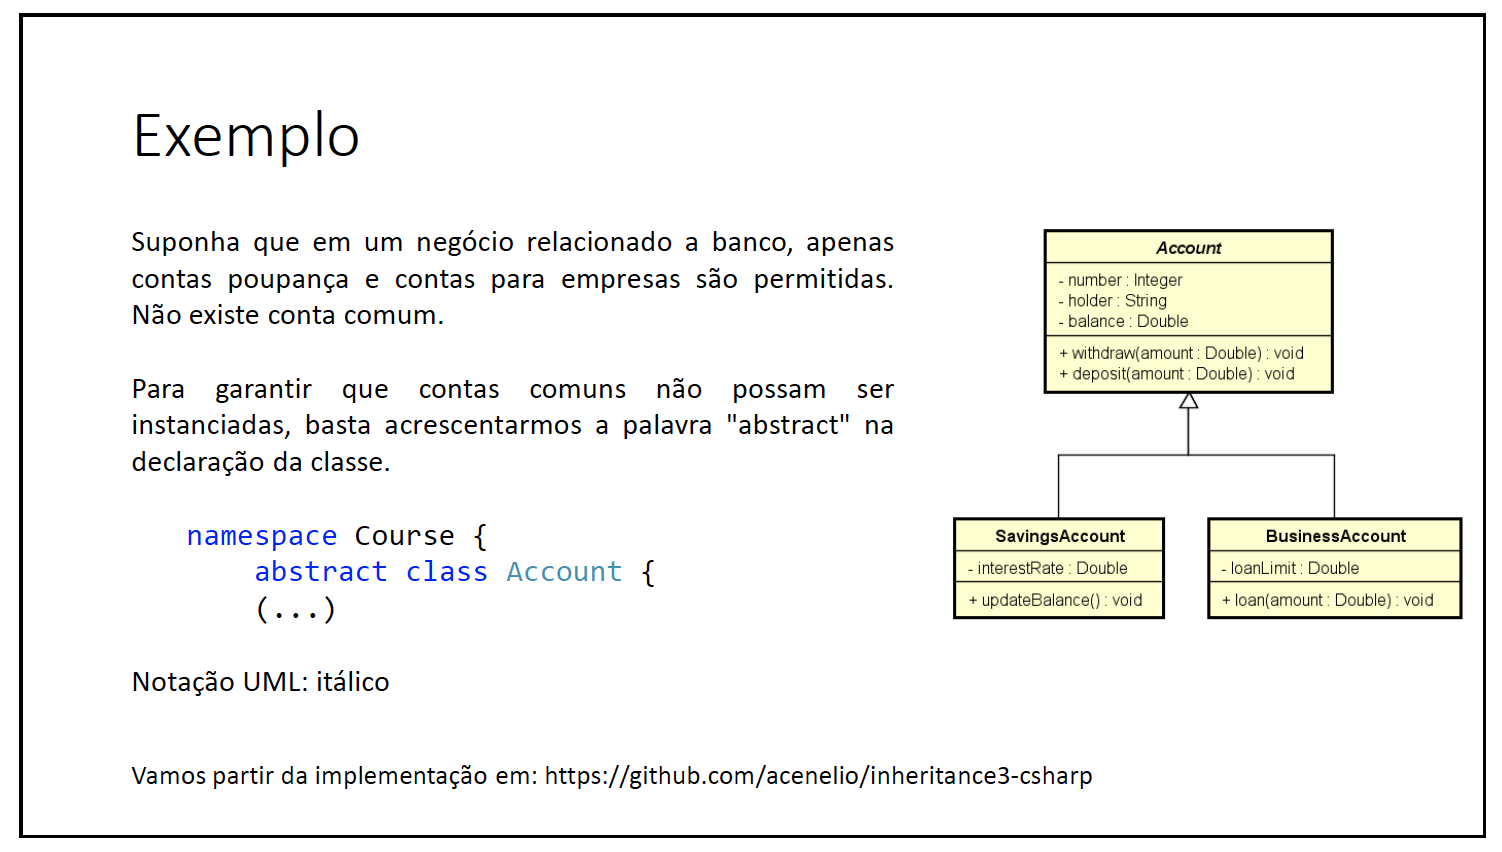 Exemplo
Suponha que em um negócio relacionado a banco, apenas
contas poupança e contas para empresas são permitidas.
Não existe conta comum.
Para garantir que contas comuns não possam ser
instanciadas, basta acrescentarmos a palavra "abstract" na
declaração da classe.
namespace Course {
abstract class Account {
(...)
Notação UML: itálico
Vamos partir da implementação em: https://github.com/acenelio/inheritance3-csharp
Account
- number : Integer
- holder : String
- balance : Double
+ withdraw(amount : Double) : void
+ deposit(amount : Double) : void
SavingsAccount
- interestRate : Double
+ updateBalance() : void
BusinessAccount
- loanLimit : Double
+ loan(amount : Double) : void